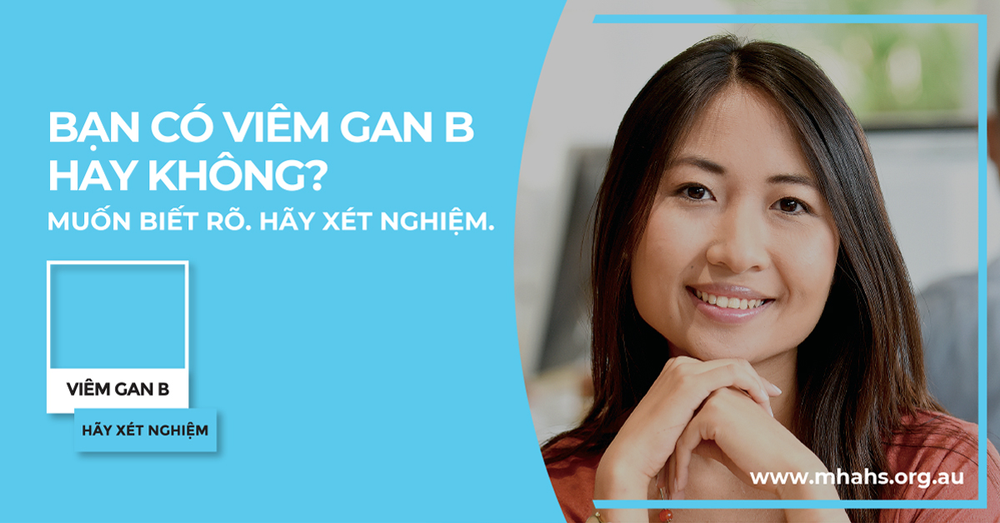 BẠN CÓ VIÊM GAN B
HAY KHÔNG?
MUỐN BIẾT RÕ. HÃY XÉT NGHIỆM.
VIÊM GAN B
HÃY XÉT NGHIỆM
www.mhahs.org.au